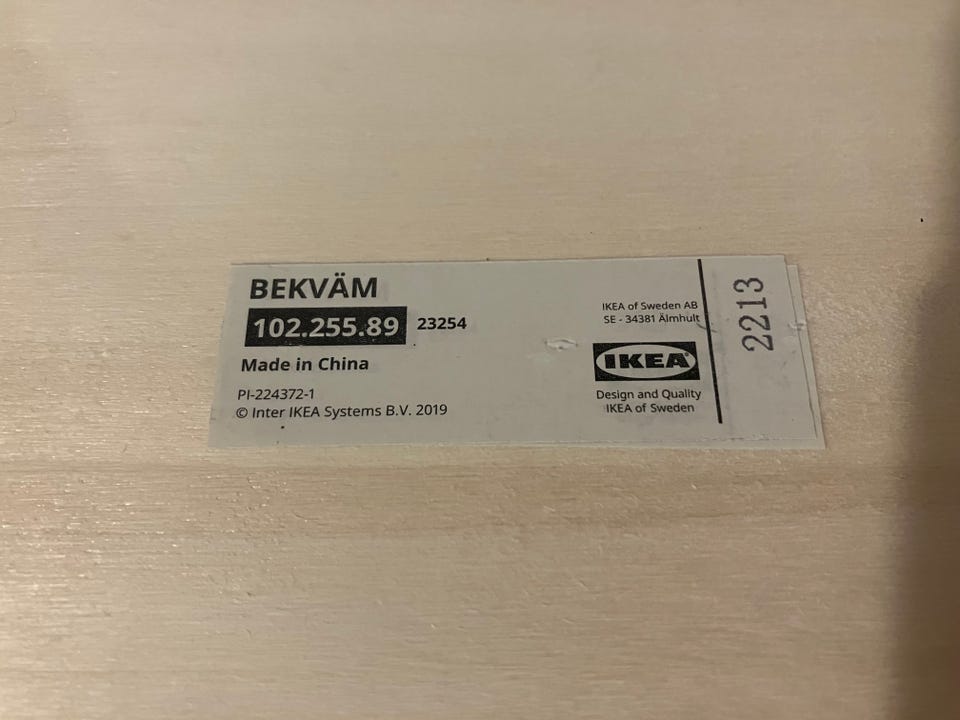 BEKVÄM
102.255.89 23254
Made in China
PI-224372-1
© Inter IKEA Systems B.V. 2019
IKEA of Sweden AB
SE - 34381 Älmhult
IKEA®
Design and Quality
IKEA of Sweden
2213